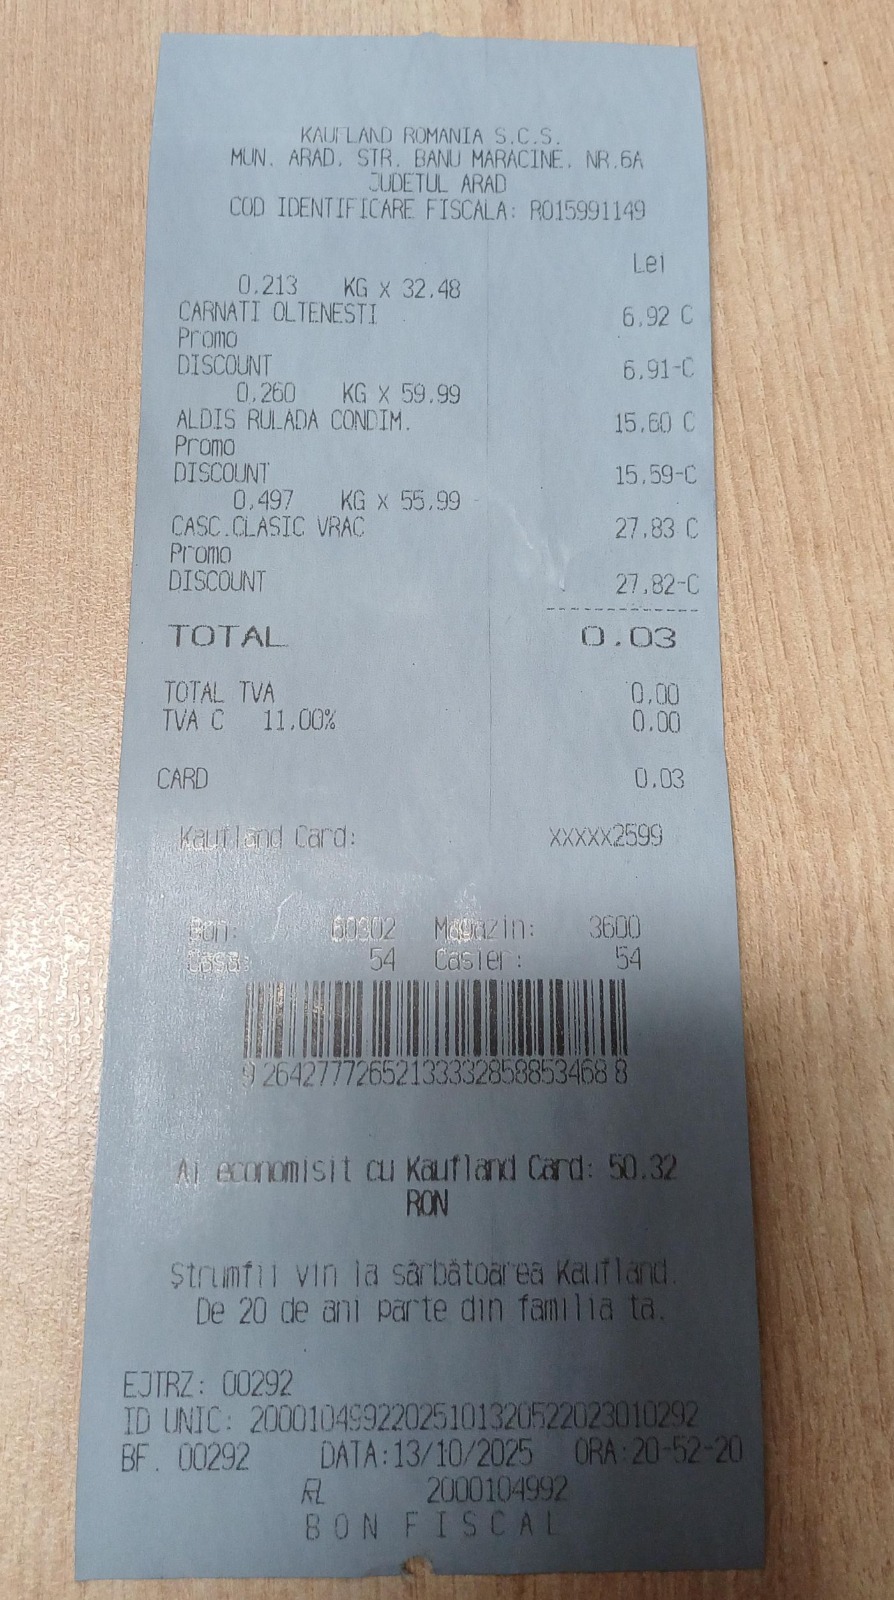 KAUFLAND ROMANIA S.C.S.
MUN. ARAD, STR. BANU MARACINE, NR.6A
JUDETUL ARAD
COD IDENTIFICARE FISCALA: RO15991149
Lei
0,213 KG X 32,48
CARNATI OLTENESTI 6,92 C
Promo
DISCOUNT 6,91-C
0,260 KG X 59,99
ALDIS RULADA CONDIM. 15,60 C
Promo
DISCOUNT 15,59-C
0,497 KG X 55,99
CASC.CLASIC VRAC 27,83 C
Promo
DISCOUNT 27,82-C
TOTAL 0.03
TOTAL TVA 0,00
TVA C 11,00% 0.00
CARD 0,03
Kaufland Card: xxxxx2599
Bon: 60302 Magazin: 3600
Casa: 54 Casier: 54
9 264277726521333328588534 68 8
Ai economisit cu Kaufland Card: 50.32
RON
Ştrumfii vin la sărbătoarea Kaufland.
De 20 de ani parte din familia ta.
EJTRZ: 00292
ID UNIC: 2000104992202510132052​2023010292
BF. 00292 DATA:13/10/2025 ORA:20-52-20
2000104992
BON FISCAL